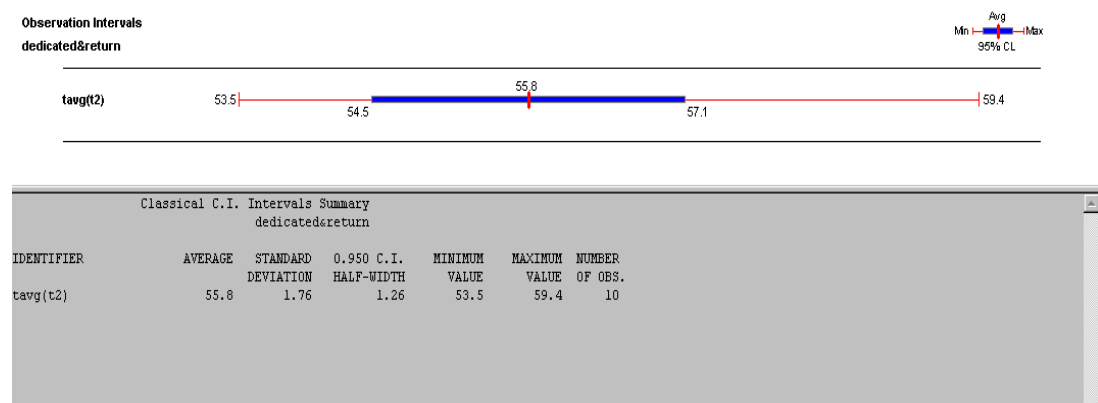 Observation Intervals
dedicated&return
Avg
Min Max
95% CL
55.8
tavg(t2) 53.5 59.4
54.5 57.1
Classical C.I. Intervals Summary
dedicated&return
IDENTIFIER AVERAGE STANDARD 0.950 C.I. MINIMUM MAXIMUM NUMBER
DEVIATION HALF-WIDTH VALUE VALUE OF OBS.
tavg(t2) 55.8 1.76 1.26 53.5 59.4 10